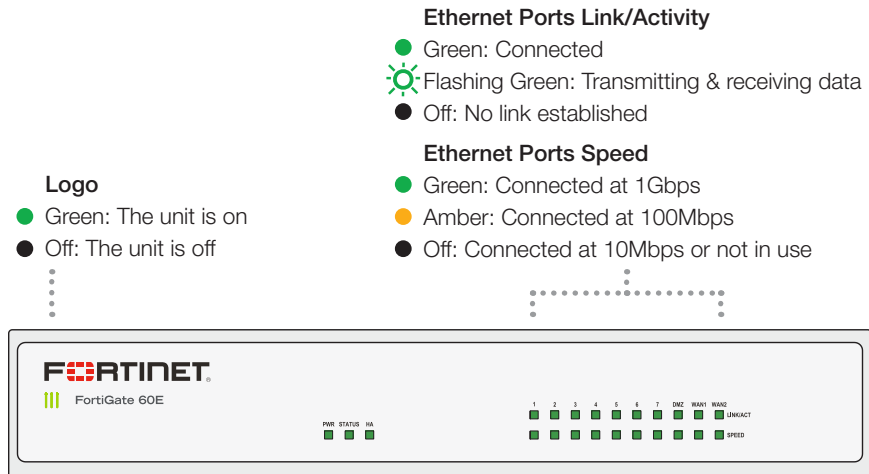 Ethernet Ports Link/Activity
Green: Connected
Flashing Green: Transmitting & receiving data
Off: No link established
Ethernet Ports Speed
Green: Connected at 1Gbps
Amber: Connected at 100Mbps
Off: Connected at 10Mbps or not in use
Logo
Green: The unit is on
Off: The unit is off
FORTINET
FortiGate 60E
PWR STATUS HA
1 2 3 4 5 6 7 DMZ WAN1 WAN2
LINK/ACT
SPEED